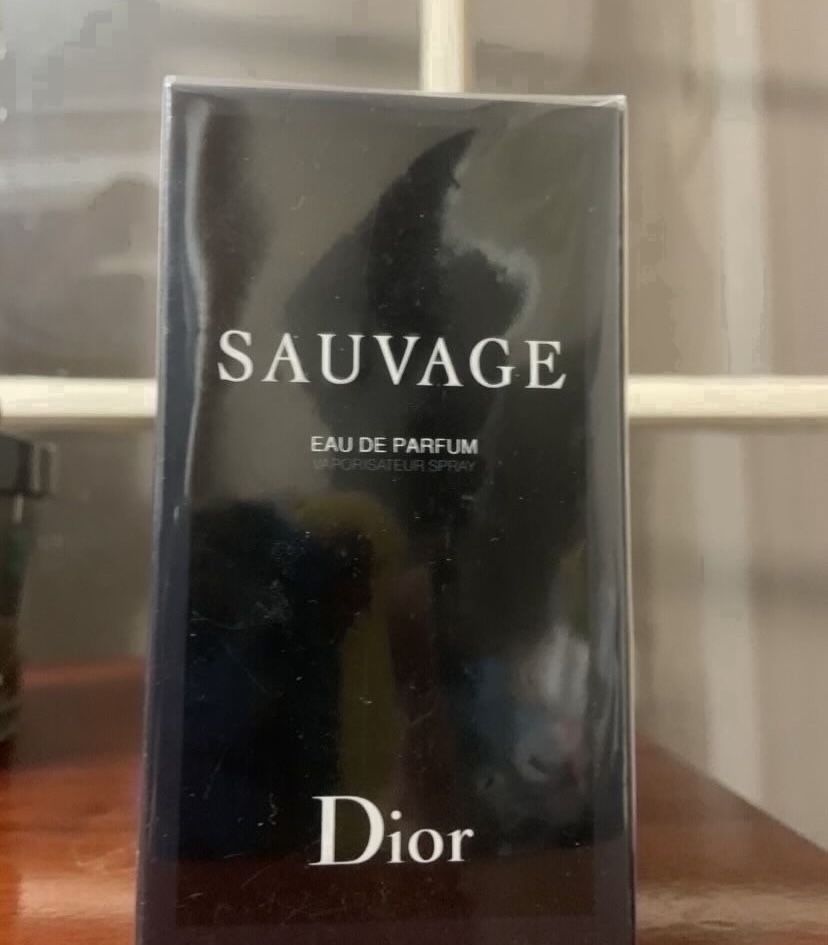 SAUVAGE
EAU DE PARFUM
VAPORISATEUR SPRAY
Dior